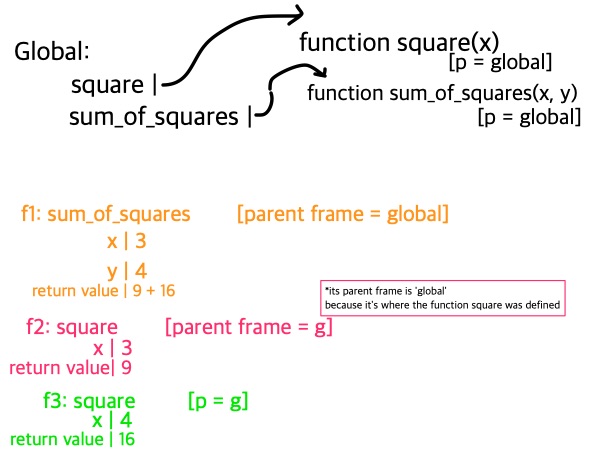 Global:
function square(x)
[p = global]
square |
function sum_of_squares(x, y)
sum_of_squares |
[p = global]
f1: sum_of_squares [parent frame = global]
x | 3
y | 4
return value | 9 + 16
*its parent frame is 'global'
because it's where the function square was defined
f2: square [parent frame = g]
x | 3
return value| 9
f3: square [p = g]
x | 4
return value | 16